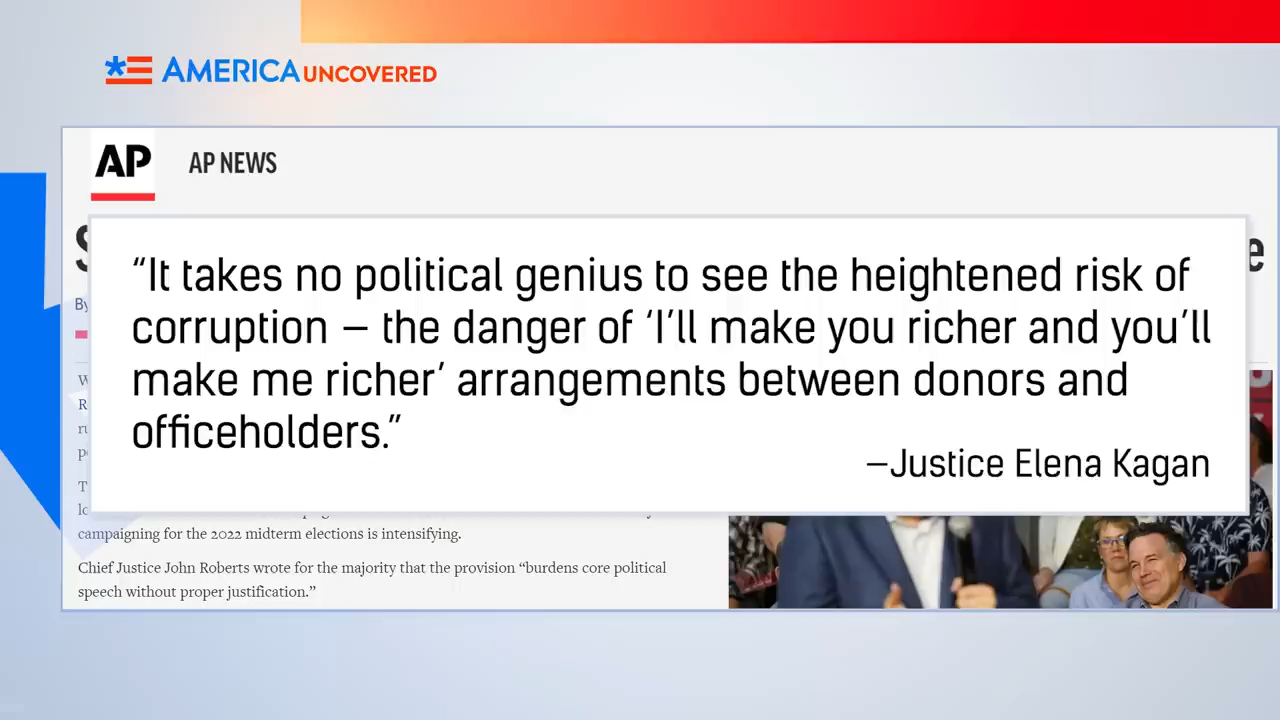 AMERICA UNCOVERED
AP
AP NEWS
“It takes no political genius to see the heightened risk of
corruption – the danger of ‘I’ll make you richer and you’ll
make me richer’ arrangements between donors and
officeholders.”
–Justice Elena Kagan
By
campaigning for the 2022 midterm elections is intensifying.
Chief Justice John Roberts wrote for the majority that the provision “burdens core political
speech without proper justification.”